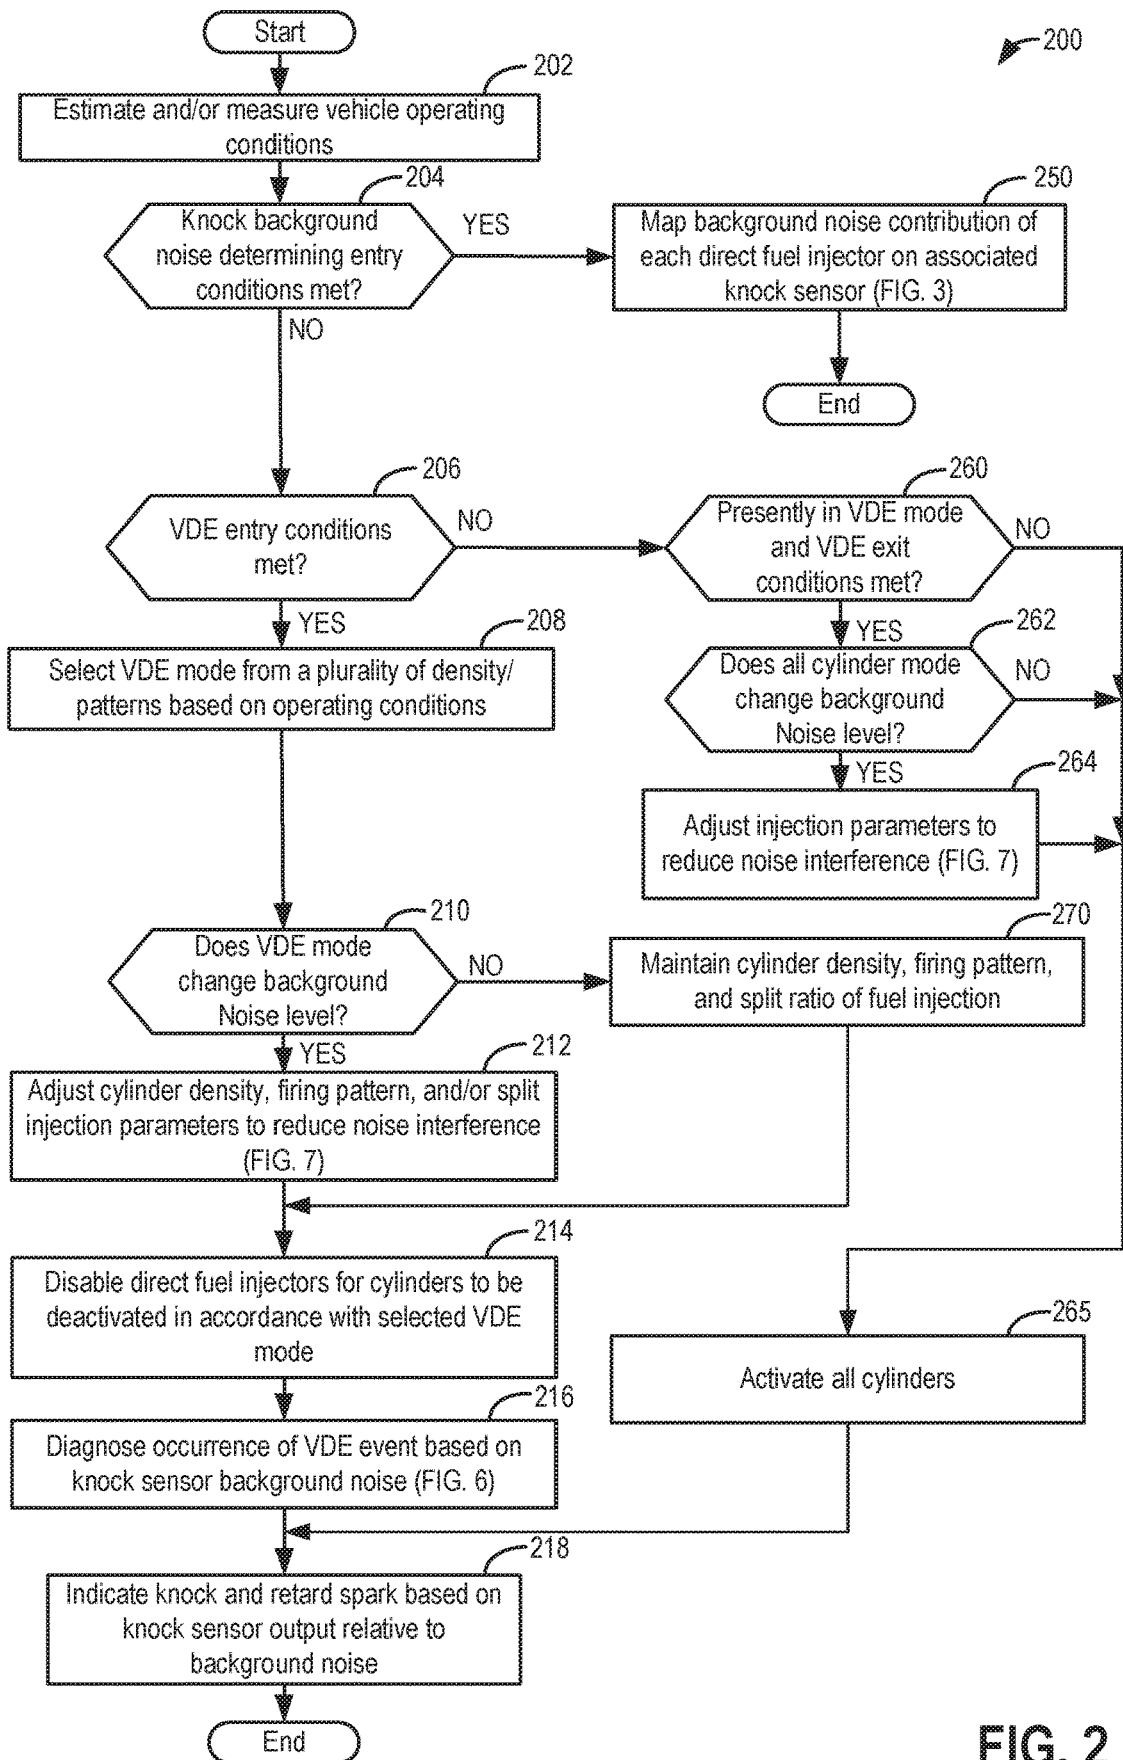 Start
200
202
Estimate and/or measure vehicle operating
conditions
204
Knock background
noise determining entry
conditions met?
YES
NO
250
Map background noise contribution of
each direct fuel injector on associated
knock sensor (FIG. 3)
End
206
VDE entry conditions
met?
NO
YES
260
Presently in VDE mode
and VDE exit
conditions met?
NO
YES
208
Select VDE mode from a plurality of density/
patterns based on operating conditions
262
Does all cylinder mode
change background
Noise level?
NO
YES
264
Adjust injection parameters to
reduce noise interference (FIG. 7)
210
Does VDE mode
change background
Noise level?
NO
YES
270
Maintain cylinder density, firing pattern,
and split ratio of fuel injection
212
Adjust cylinder density, firing pattern, and/or split
injection parameters to reduce noise interference
(FIG. 7)
214
Disable direct fuel injectors for cylinders to be
deactivated in accordance with selected VDE
mode
265
Activate all cylinders
216
Diagnose occurrence of VDE event based on
knock sensor background noise (FIG. 6)
218
Indicate knock and retard spark based on
knock sensor output relative to
background noise
End
FIG. 2